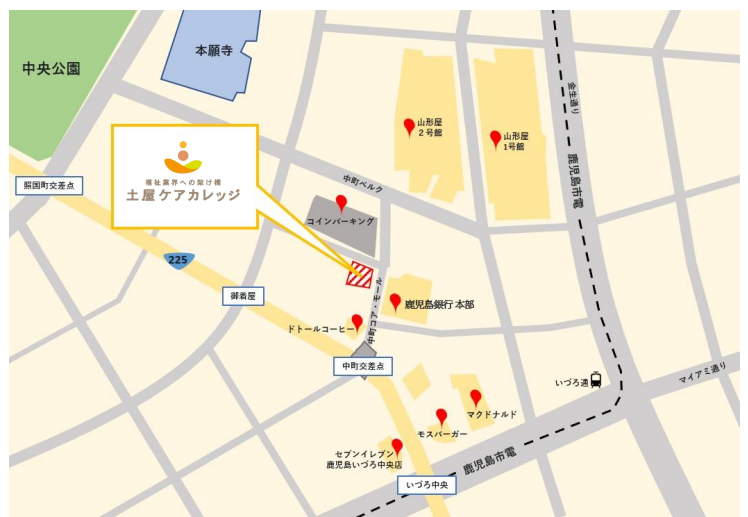 中央公園
本願寺
山形屋
2号館
山形屋
1号館
金生通り
鹿児島市電
福祉業界への架け橋
土屋ケアカレッジ
照国町交差点
中町ベルク
コインパーキング
225
御着屋
鹿児島銀行 本部
ドトールコーヒー
中町コア・モール
中町交差点
いづろ通
マイアミ通り
マクドナルド
モスバーガー
セブンイレブン
鹿児島いづろ中央店
鹿児島市電
いづろ中央